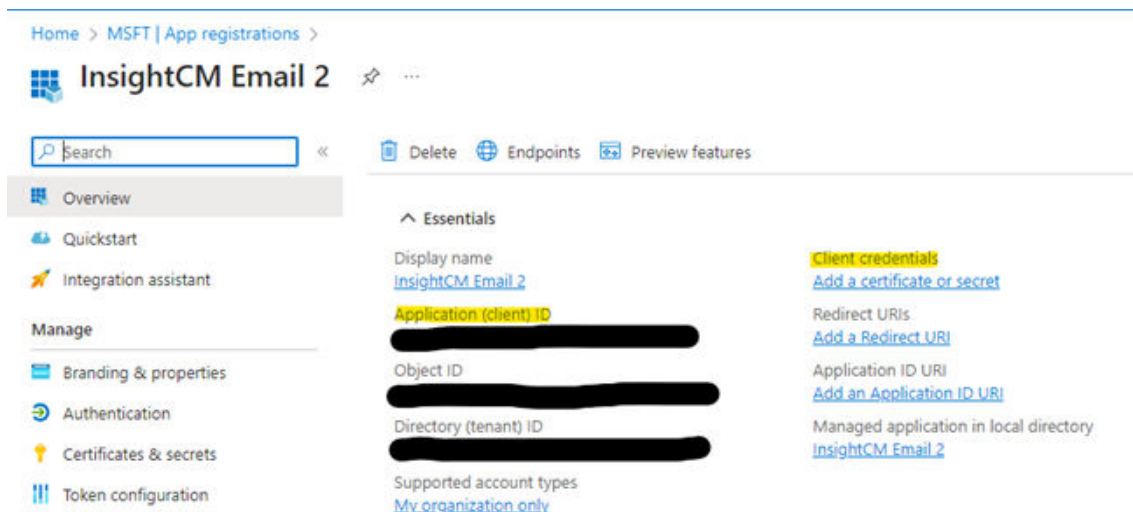 Home > MSFT | App registrations >
InsightCM Email 2
Search
Overview
Quickstart
Integration assistant
Manage
Branding & properties
Authentication
Certificates & secrets
Token configuration
Delete Endpoints Preview features
Essentials
Display name
InsightCM Email 2
Application (client) ID
Object ID
Directory (tenant) ID
Supported account types
My organization only
Client credentials
Add a certificate or secret
Redirect URIs
Add a Redirect URI
Application ID URI
Add an Application ID URI
Managed application in local directory
InsightCM Email 2